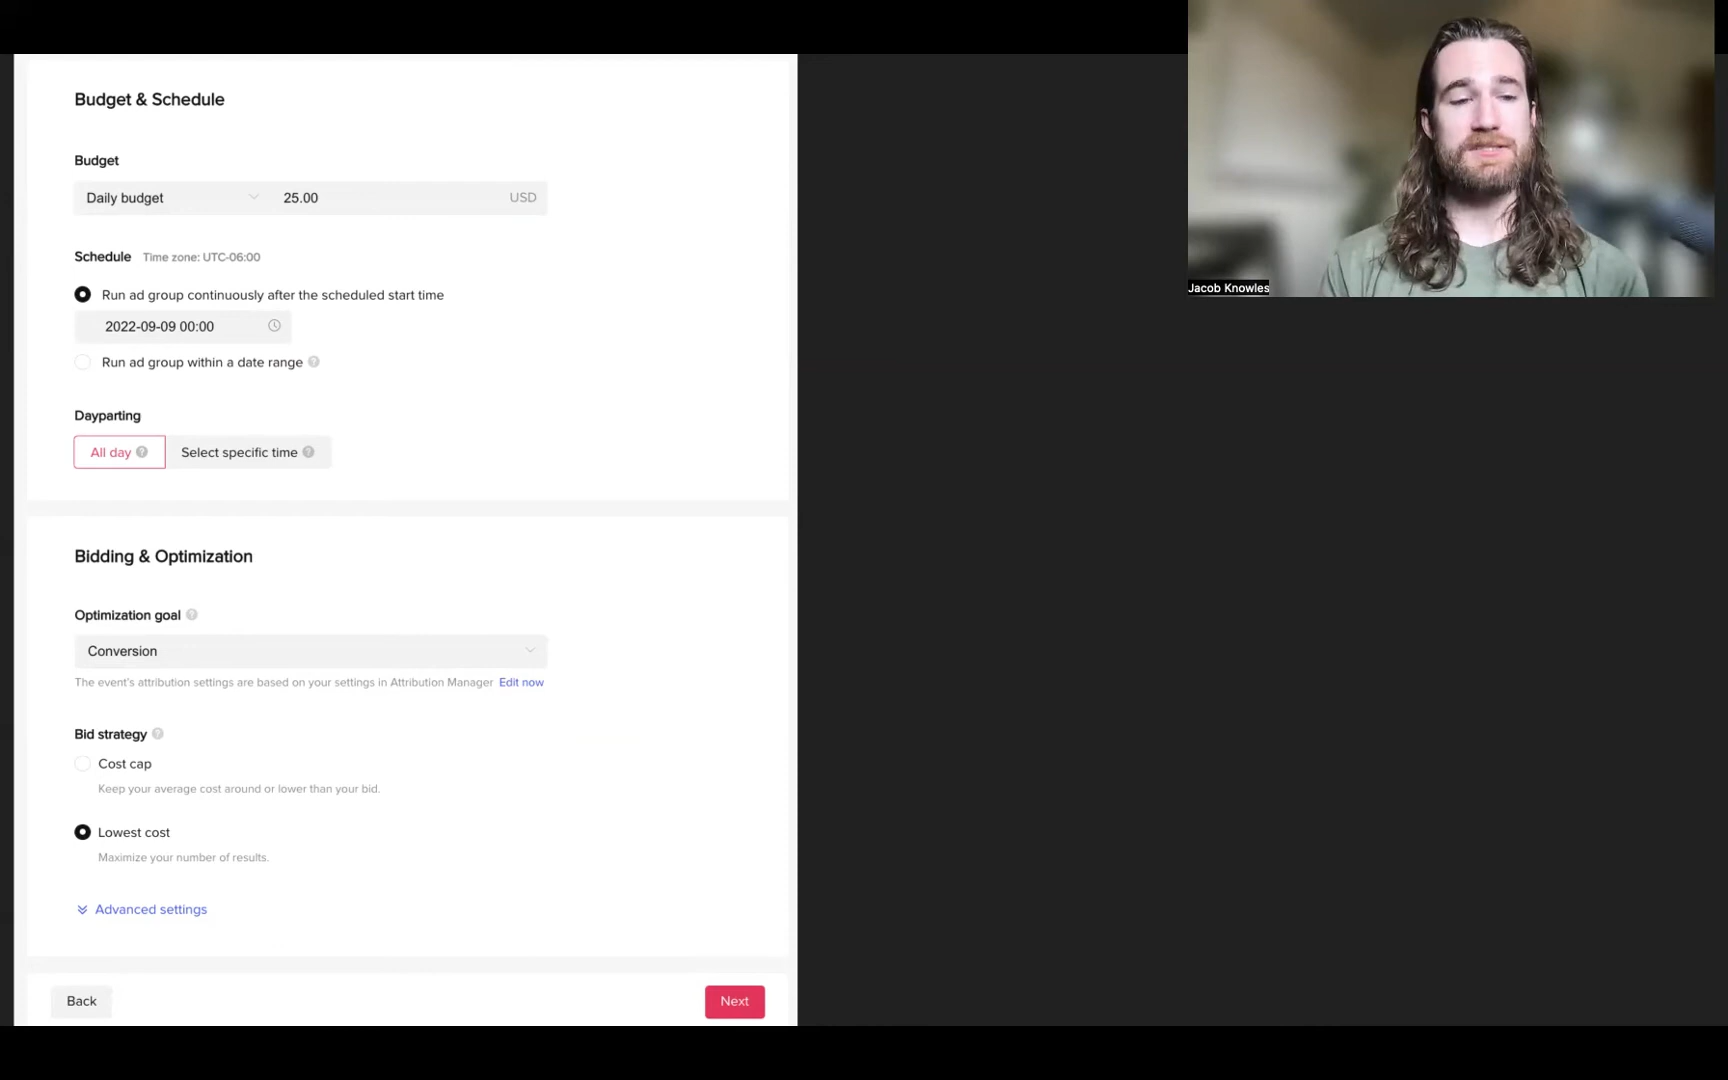 Budget & Schedule
Budget
Daily budget 25.00 USD
Schedule Time zone: UTC-06:00
Run ad group continuously after the scheduled start time
2022-09-09 00:00
Run ad group within a date range ?
Dayparting
All day ? Select specific time ?
Bidding & Optimization
Optimization goal ?
Conversion
The event's attribution settings are based on your settings in Attribution Manager Edit now
Bid strategy ?
Cost cap
Keep your average cost around or lower than your bid.
Lowest cost
Maximize your number of results.
Advanced settings
Back Next
Jacob Knowles